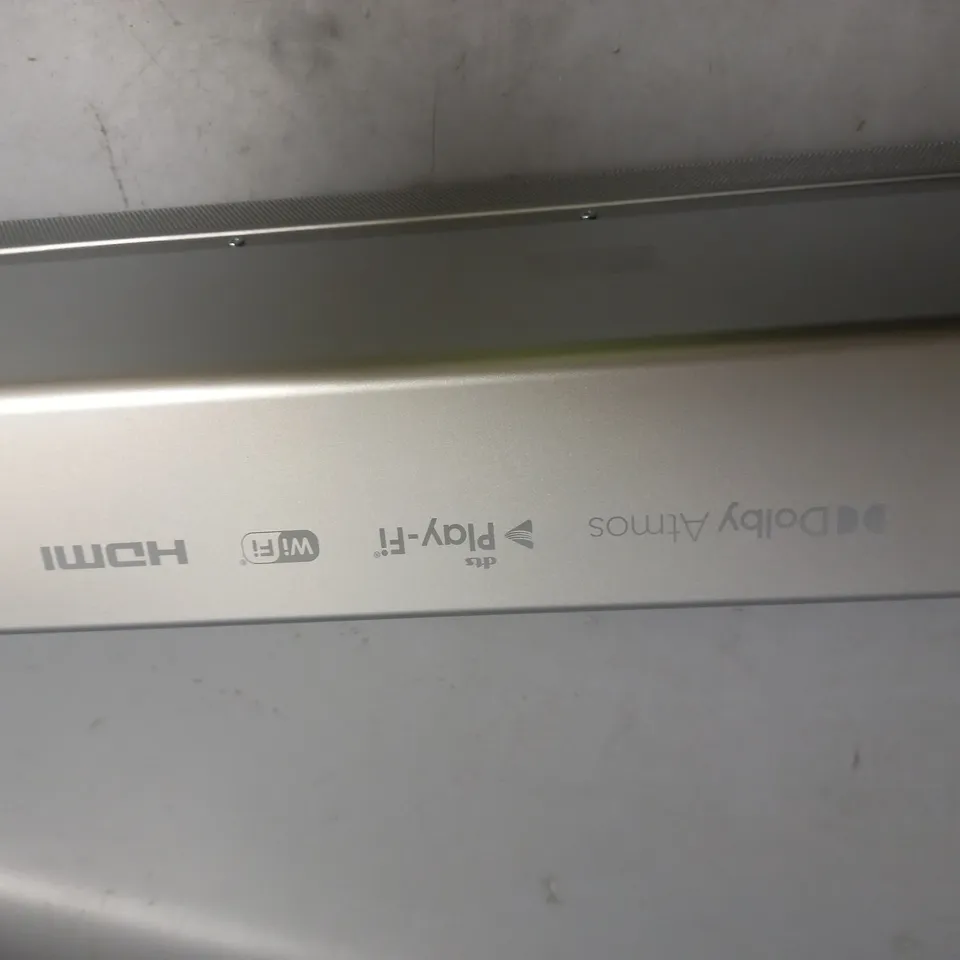 Dolby Atmos
dts
Play-Fi®
WiFi®
HDMI